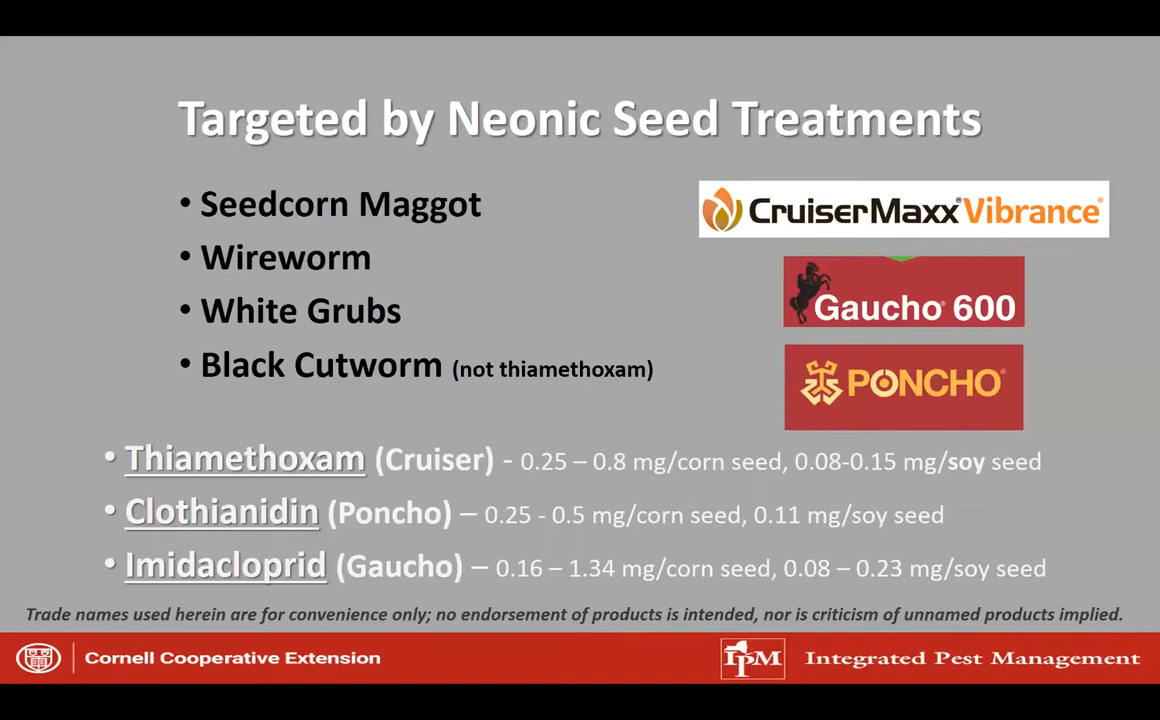 Targeted by Neonic Seed Treatments
• Seedcorn Maggot
• Wireworm
• White Grubs
• Black Cutworm (not thiamethoxam)
CruiserMaxx®Vibrance®
Gaucho® 600
PONCHO®
• Thiamethoxam (Cruiser) - 0.25 – 0.8 mg/corn seed, 0.08-0.15 mg/soy seed
• Clothianidin (Poncho) – 0.25 - 0.5 mg/corn seed, 0.11 mg/soy seed
• Imidacloprid (Gaucho) – 0.16 – 1.34 mg/corn seed, 0.08 – 0.23 mg/soy seed
Trade names used herein are for convenience only; no endorsement of products is intended, nor is criticism of unnamed products implied.
Cornell Cooperative Extension
IPM Integrated Pest Management